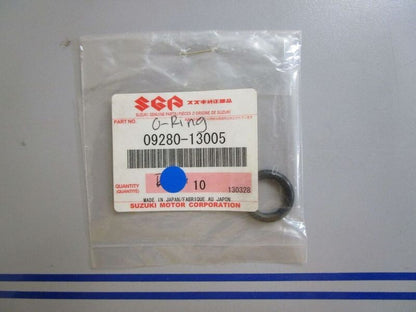 SGP スズキ純正部品
SUZUKI GENUINE PARTS/PIECES D'ORIGINE DE SUZUKI
PART NO.
O-Ring
09280-13005
QUANTITY
(QUANTITÉ)
10
130328
MADE IN JAPAN/FABRIQUE AU JAPON
SUZUKI MOTOR CORPORATION